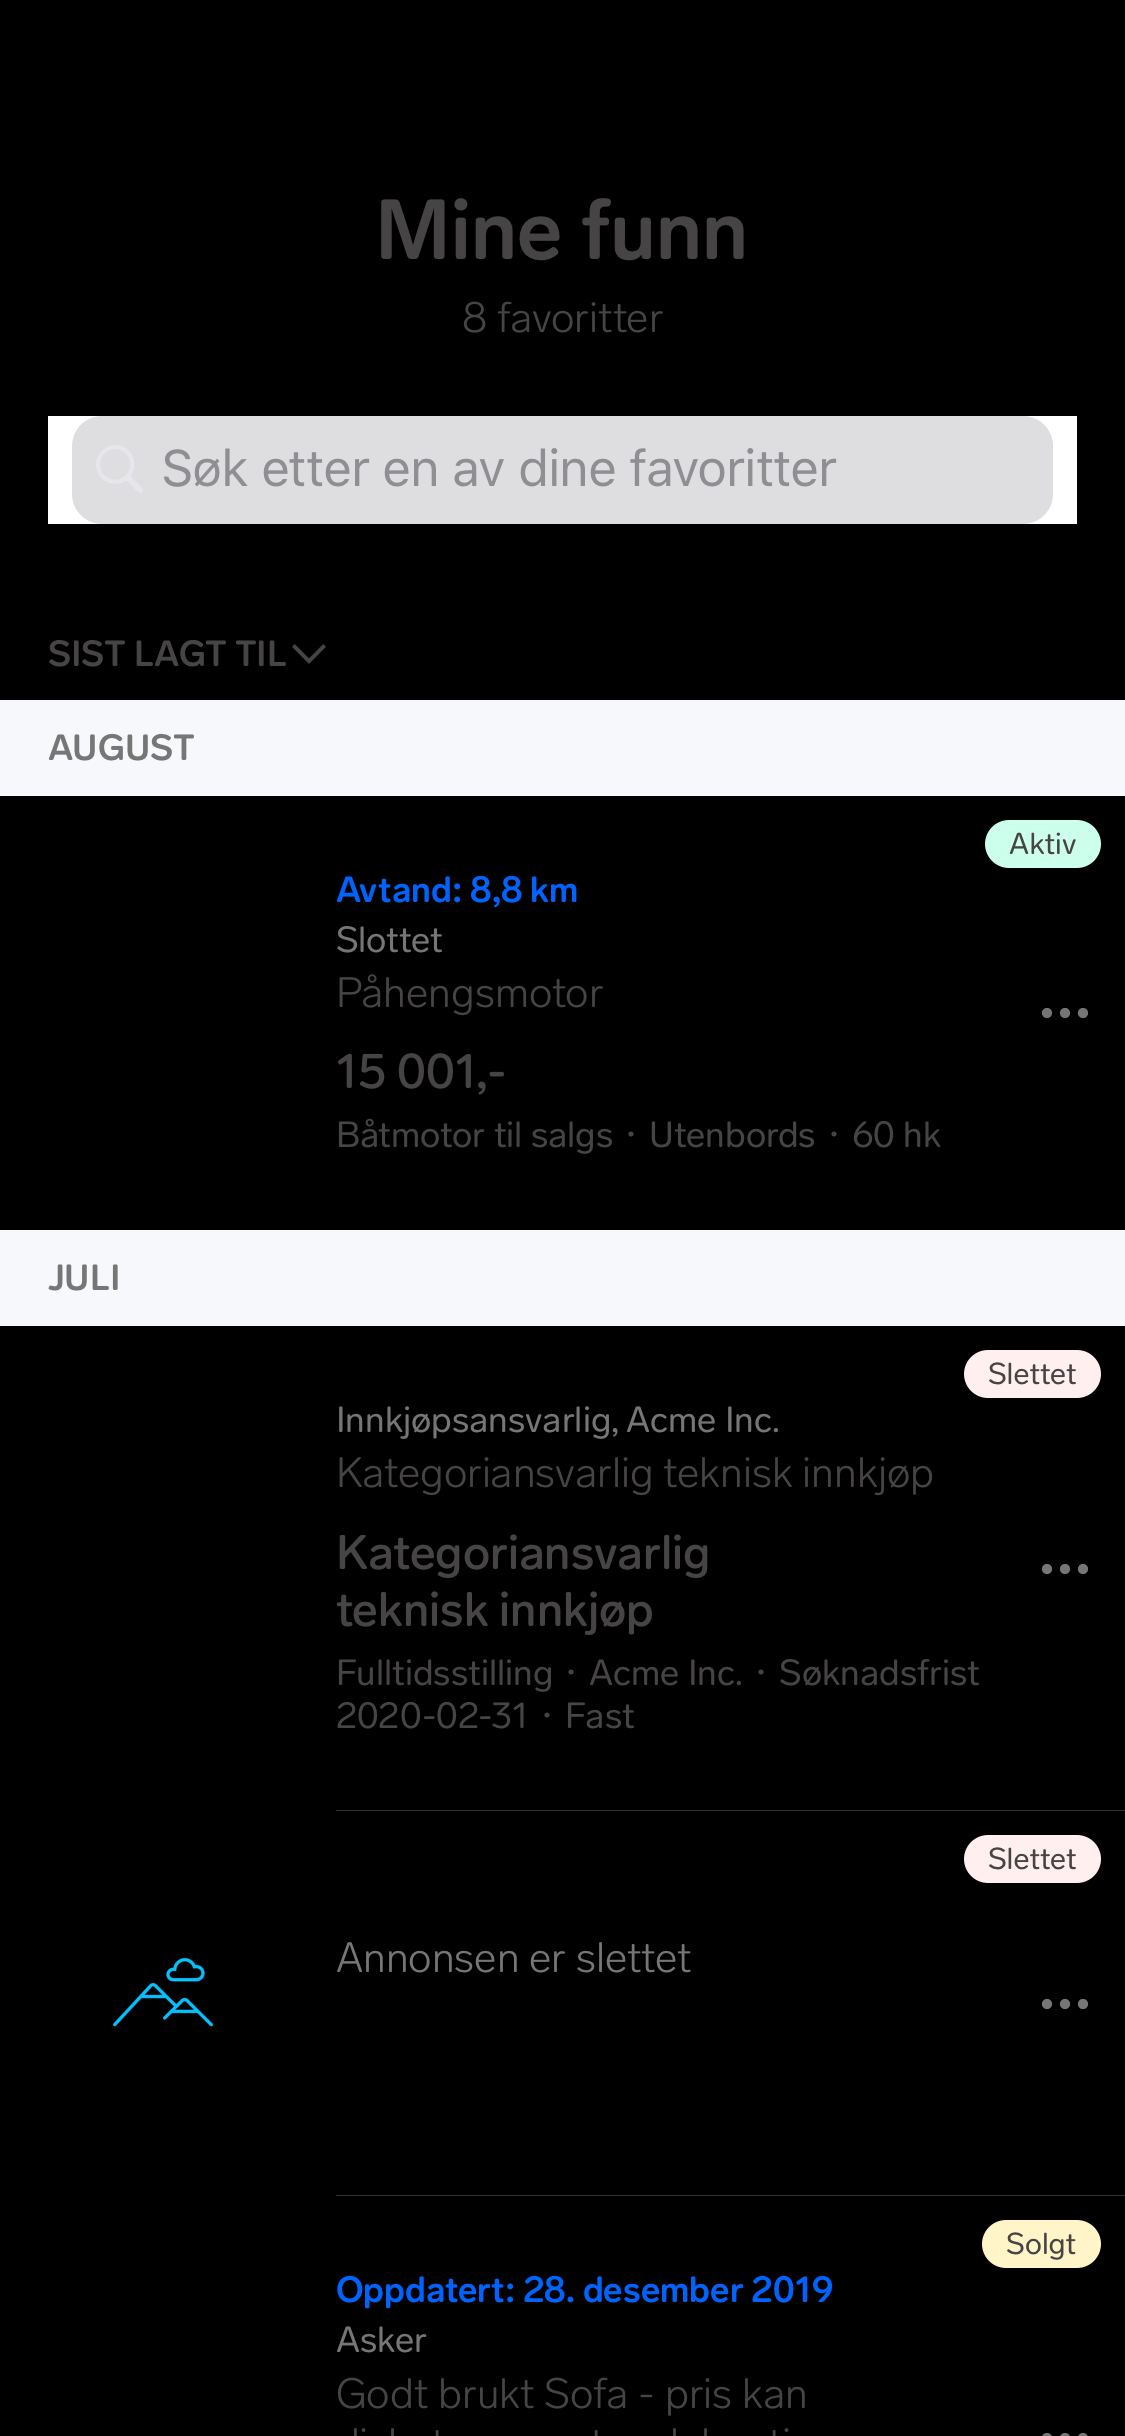 Mine funn
8 favoritter
Søk etter en av dine favoritter
SIST LAGT TIL
AUGUST
Aktiv
Avtand: 8,8 km
Slottet
Påhengsmotor
15 001,-
Båtmotor til salgs・Utenbords・60 hk
JULI
Slettet
Innkjøpsansvarlig, Acme Inc.
Kategoriansvarlig teknisk innkjøp
Kategoriansvarlig
teknisk innkjøp
Fulltidsstilling・Acme Inc.・Søknadsfrist
2020-02-31・Fast
Slettet
Annonsen er slettet
Solgt
Oppdatert: 28. desember 2019
Asker
Godt brukt Sofa - pris kan